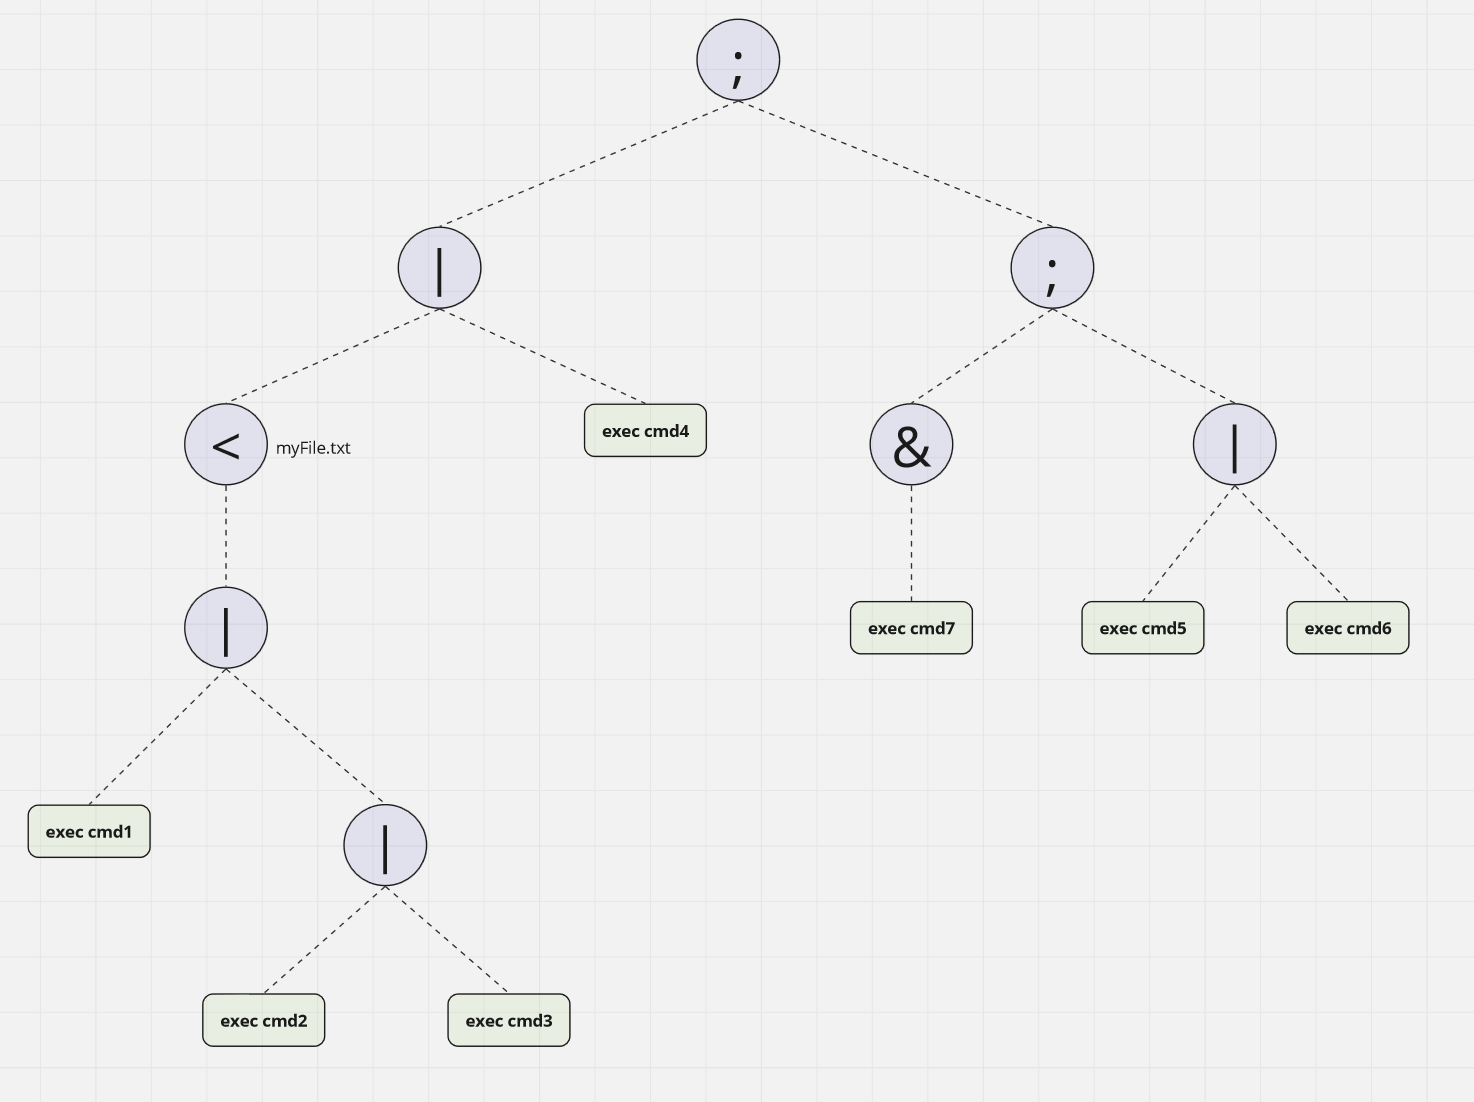 ;
|
;
<
myFile.txt
exec cmd4
&
|
|
exec cmd7
exec cmd5
exec cmd6
exec cmd1
|
exec cmd2
exec cmd3